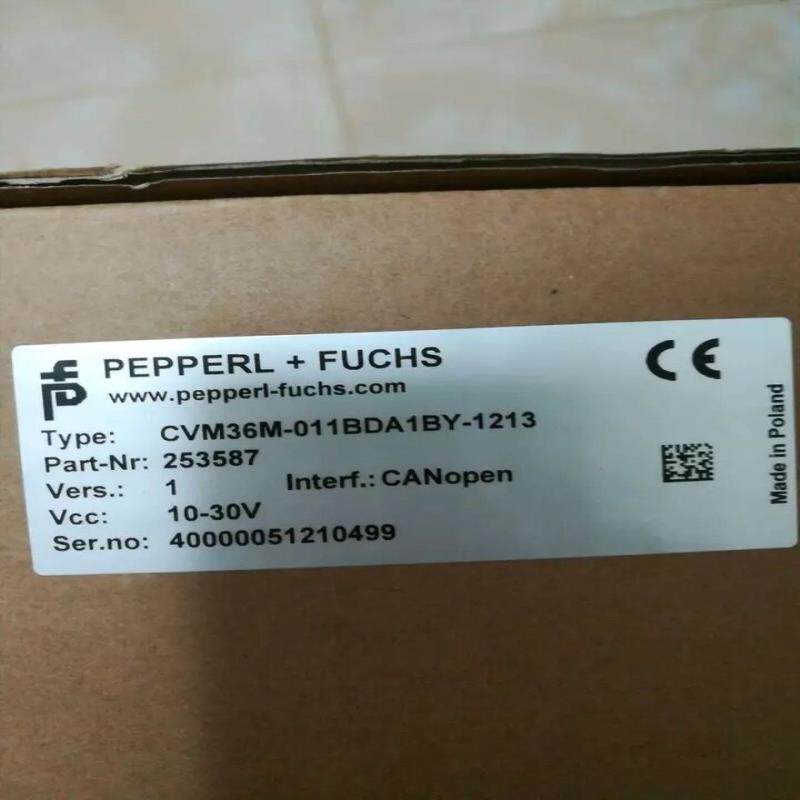 PEPPERL + FUCHS
www.pepperl-fuchs.com
CE
Type: CVM36M-011BDA1BY-1213
Part-Nr: 253587
Vers.: 1 Interf.: CANopen
Vcc: 10-30V
Ser.no: 40000051210499
Made in Poland